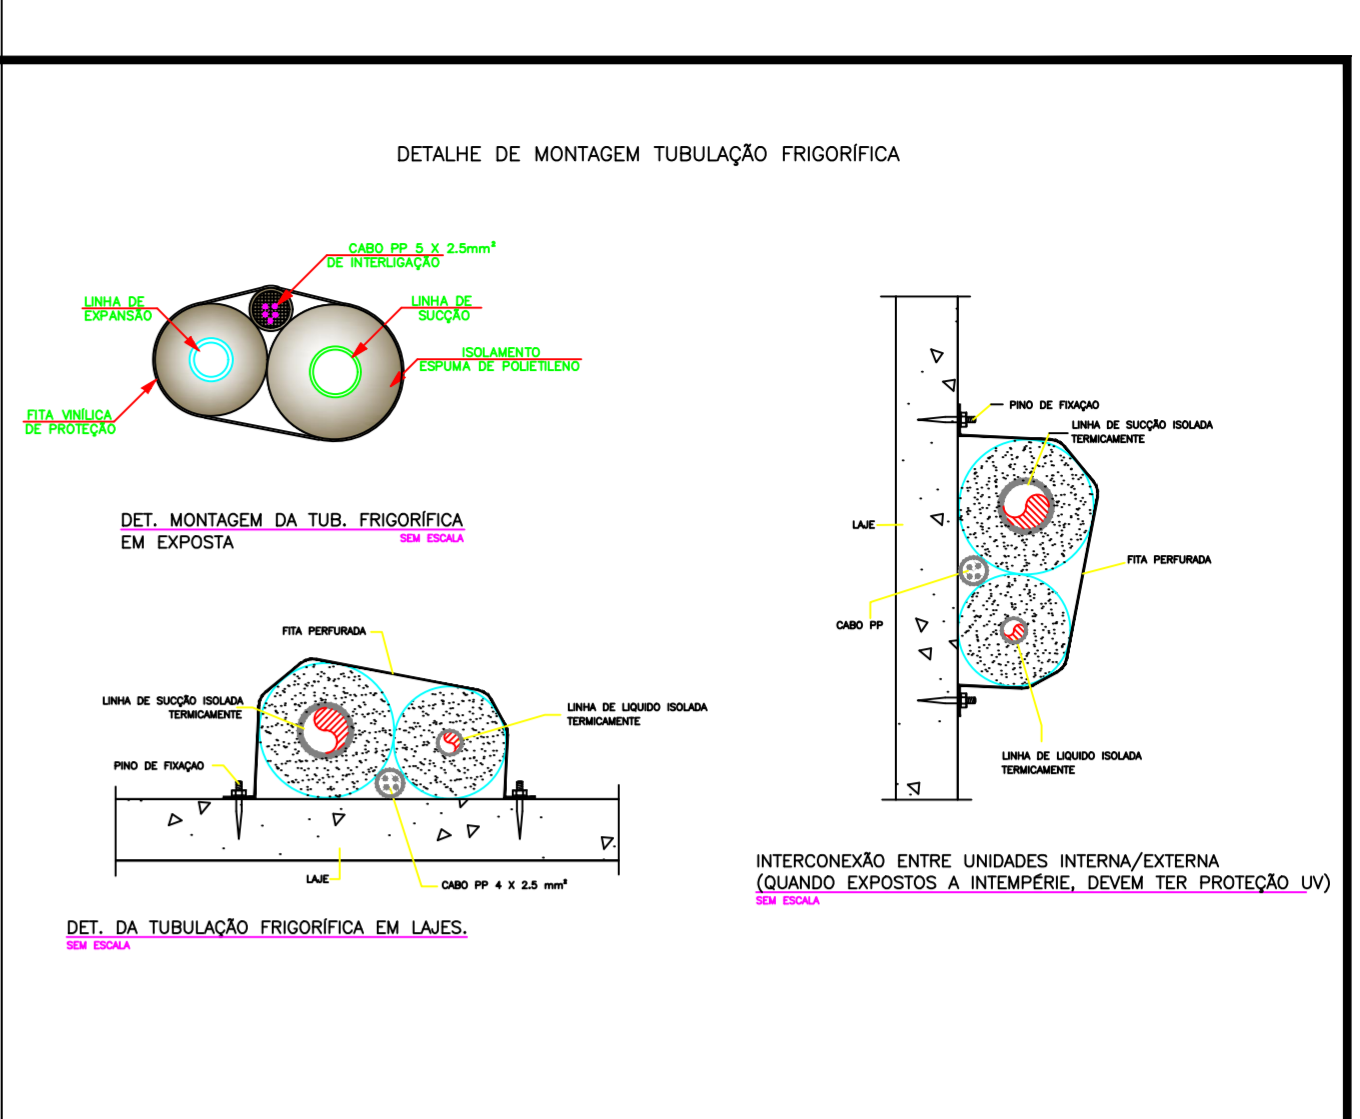 DETALHE DE MONTAGEM TUBULAÇÃO FRIGORÍFICA
CABO PP 5 X 2.5mm²
DE INTERLIGAÇÃO
LINHA DE
EXPANSÃO
LINHA DE
SUCÇÃO
ISOLAMENTO
ESPUMA DE POLIETILENO
FITA VINÍLICA
DE PROTEÇÃO
DET. MONTAGEM DA TUB. FRIGORÍFICA
EM EXPOSTA
SEM ESCALA
FITA PERFURADA
LINHA DE SUCÇÃO ISOLADA
TERMICAMENTE
LINHA DE LIQUIDO ISOLADA
TERMICAMENTE
PINO DE FIXAÇAO
LAJE
CABO PP 4 X 2.5 mm²
DET. DA TUBULAÇÃO FRIGORÍFICA EM LAJES.
SEM ESCALA
PINO DE FIXAÇAO
LINHA DE SUCÇÃO ISOLADA
TERMICAMENTE
LAJE
FITA PERFURADA
CABO PP
LINHA DE LIQUIDO ISOLADA
TERMICAMENTE
INTERCONEXÃO ENTRE UNIDADES INTERNA/EXTERNA
(QUANDO EXPOSTOS A INTEMPÉRIE, DEVEM TER PROTEÇÃO UV)
SEM ESCALA